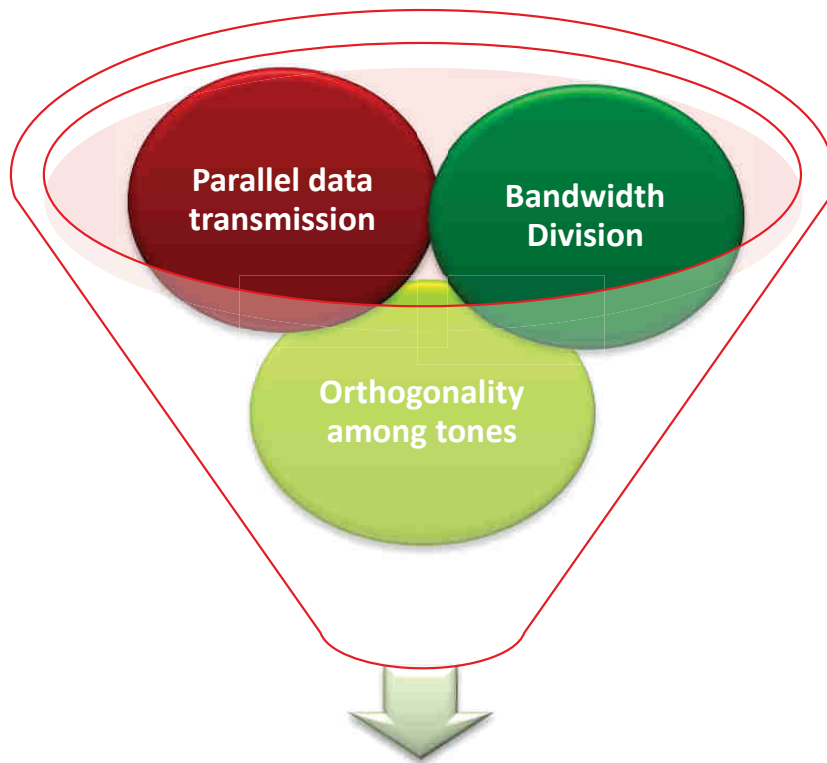 Parallel data
transmission
Bandwidth
Division
Orthogonality
among tones